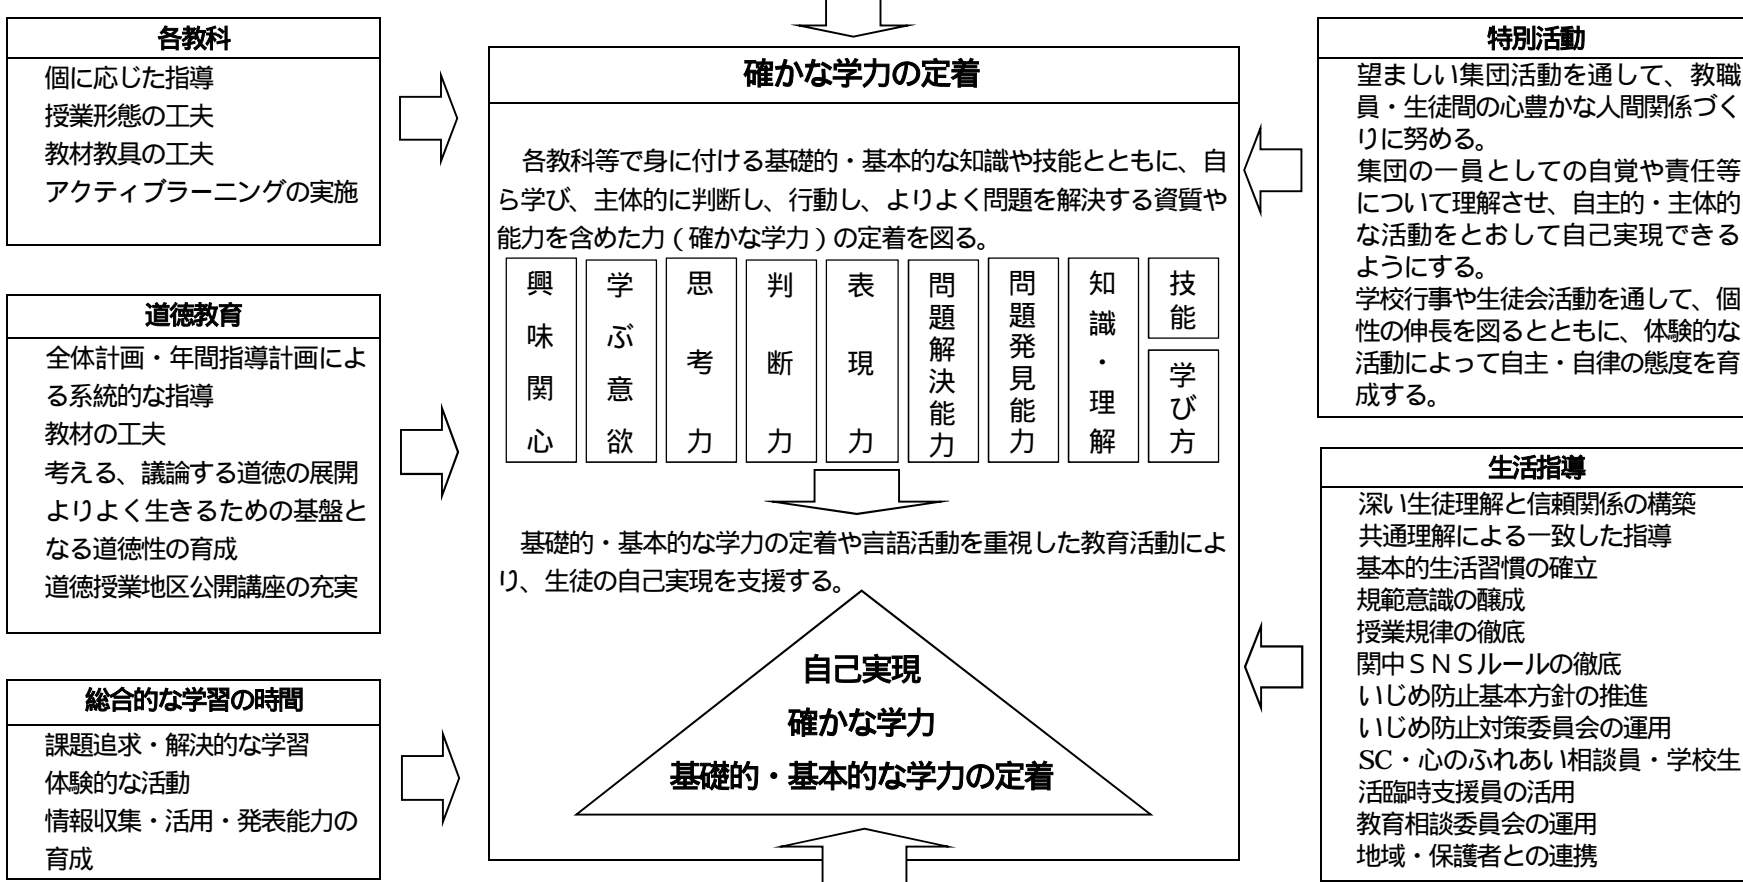 各教科
個に応じた指導
授業形態の工夫
教材教具の工夫
アクティブラーニングの実施
道徳教育
全体計画・年間指導計画によ
る系統的な指導
教材の工夫
考える、議論する道徳の展開
よりよく生きるための基盤と
なる道徳性の育成
道徳授業地区公開講座の充実
総合的な学習の時間
課題追求・解決的な学習
体験的な活動
情報収集・活用・発表能力の
育成
確かな学力の定着
各教科等で身に付ける基礎的・基本的な知識や技能とともに、自
ら学び、主体的に判断し、行動し、よりよく問題を解決する資質や
能力を含めた力(確かな学力)の定着を図る。
興味関心
学ぶ意欲
思考力
判断力
表現力
問題解決能力
問題発見能力
知識・理解
技能
学び方
基礎的・基本的な学力の定着や言語活動を重視した教育活動によ
り、生徒の自己実現を支援する。
自己実現
確かな学力
基礎的・基本的な学力の定着
特別活動
望ましい集団活動を通して、教職
員・生徒間の心豊かな人間関係づく
りに努める。
集団の一員としての自覚や責任等
について理解させ、自主的・主体的
な活動をとおして自己実現できる
ようにする。
学校行事や生徒会活動を通して、個
性の伸長を図るとともに、体験的な
活動によって自主・自律の態度を育
成する。
生活指導
深い生徒理解と信頼関係の構築
共通理解による一致した指導
基本的生活習慣の確立
規範意識の醸成
授業規律の徹底
関中SNSルールの徹底
いじめ防止基本方針の推進
いじめ防止対策委員会の運用
SC・心のふれあい相談員・学校生
活臨時支援員の活用
教育相談委員会の運用
地域・保護者との連携